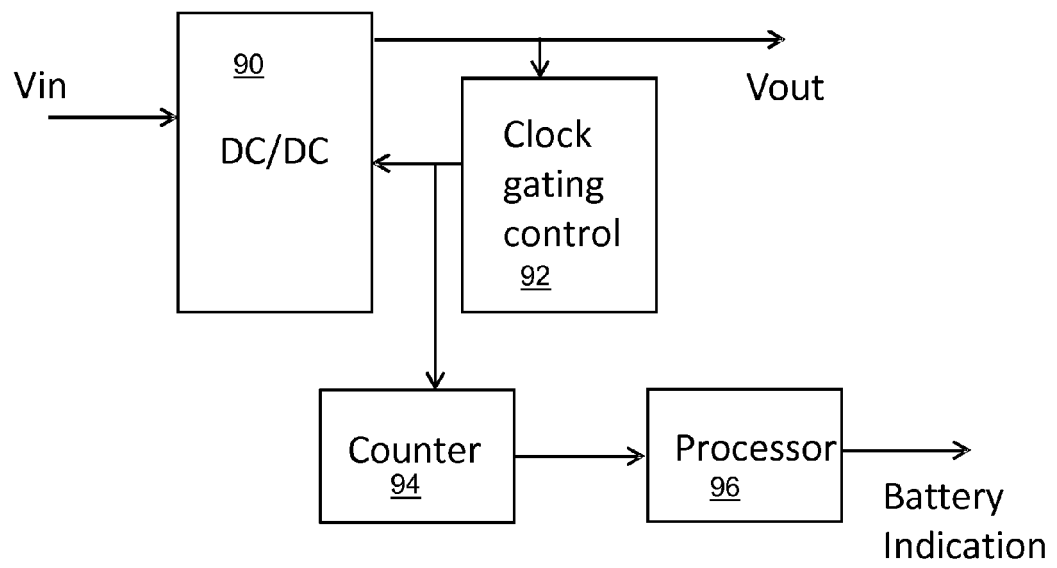 Vin
90
DC/DC
Vout
Clock
gating
control
92
Counter
94
Processor
96
Battery
Indication